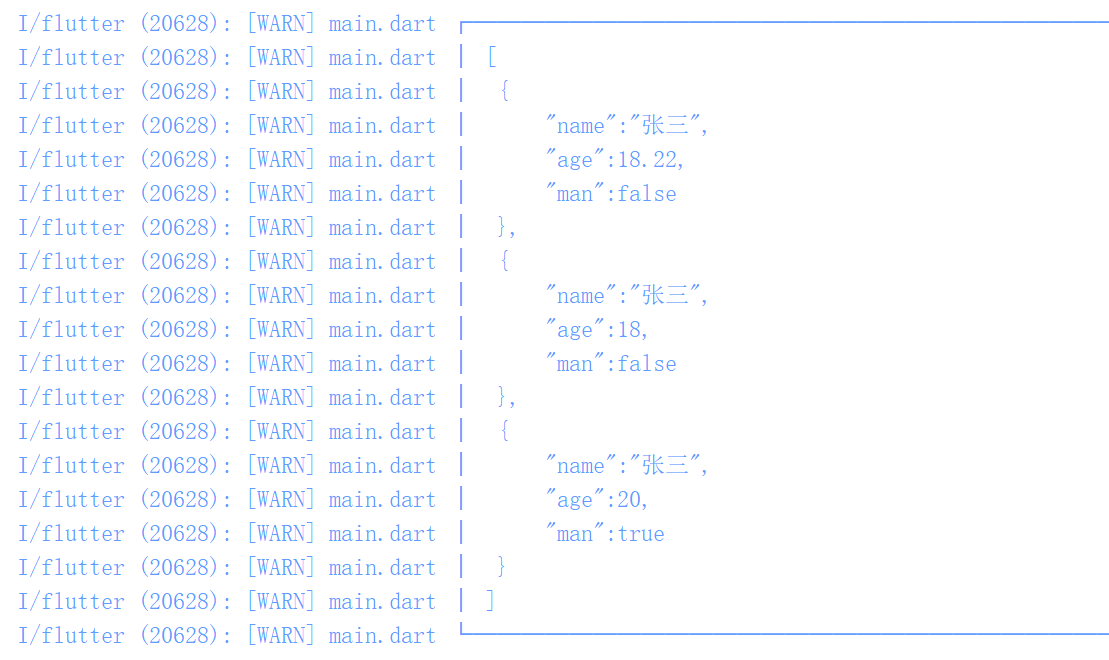 I/flutter (20628): [WARN] main.dart ┌────────────────────────────────────────
I/flutter (20628): [WARN] main.dart │ [
I/flutter (20628): [WARN] main.dart │  {
I/flutter (20628): [WARN] main.dart │      "name":"张三",
I/flutter (20628): [WARN] main.dart │      "age":18.22,
I/flutter (20628): [WARN] main.dart │      "man":false
I/flutter (20628): [WARN] main.dart │  },
I/flutter (20628): [WARN] main.dart │  {
I/flutter (20628): [WARN] main.dart │      "name":"张三",
I/flutter (20628): [WARN] main.dart │      "age":18,
I/flutter (20628): [WARN] main.dart │      "man":false
I/flutter (20628): [WARN] main.dart │  },
I/flutter (20628): [WARN] main.dart │  {
I/flutter (20628): [WARN] main.dart │      "name":"张三",
I/flutter (20628): [WARN] main.dart │      "age":20,
I/flutter (20628): [WARN] main.dart │      "man":true
I/flutter (20628): [WARN] main.dart │  }
I/flutter (20628): [WARN] main.dart │ ]
I/flutter (20628): [WARN] main.dart └────────────────────────────────────────